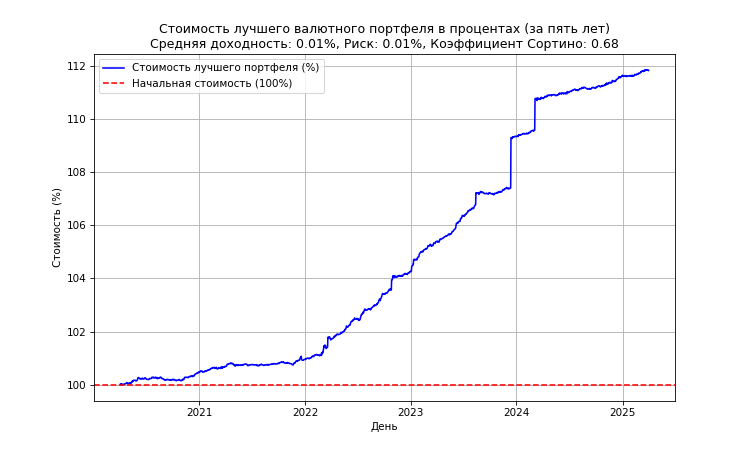 Стоимость лучшего валютного портфеля в процентах (за пять лет)
Средняя доходность: 0.01%, Риск: 0.01%, Коэффициент Сортино: 0.68
Стоимость лучшего портфеля (%)
Начальная стоимость (100%)
Стоимость (%)
112
110
108
106
104
102
100
2021 2022 2023 2024 2025
День